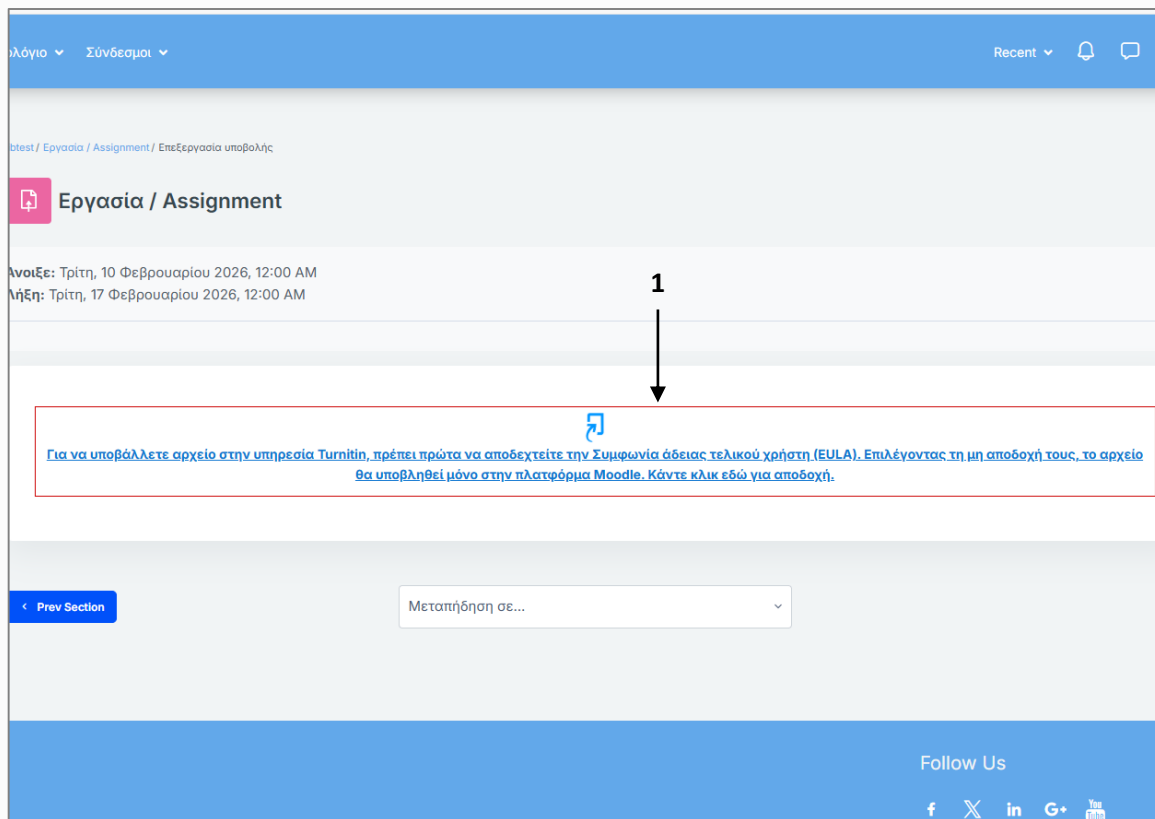 ολόγιο Σύνδεσμοι Recent
btest / Εργασία / Assignment / Επεξεργασία υποβολής
Εργασία / Assignment
Άνοιξε: Τρίτη, 10 Φεβρουαρίου 2026, 12:00 AM
Λήξη: Τρίτη, 17 Φεβρουαρίου 2026, 12:00 AM
1
Για να υποβάλλετε αρχείο στην υπηρεσία Turnitin, πρέπει πρώτα να αποδεχτείτε την Συμφωνία άδειας τελικού χρήστη (EULA). Επιλέγοντας τη μη αποδοχή τους, το αρχείο
θα υποβληθεί μόνο στην πλατφόρμα Moodle. Κάντε κλικ εδώ για αποδοχή.
Prev Section
Μεταπήδηση σε...
Follow Us
f X in G+ You Tube